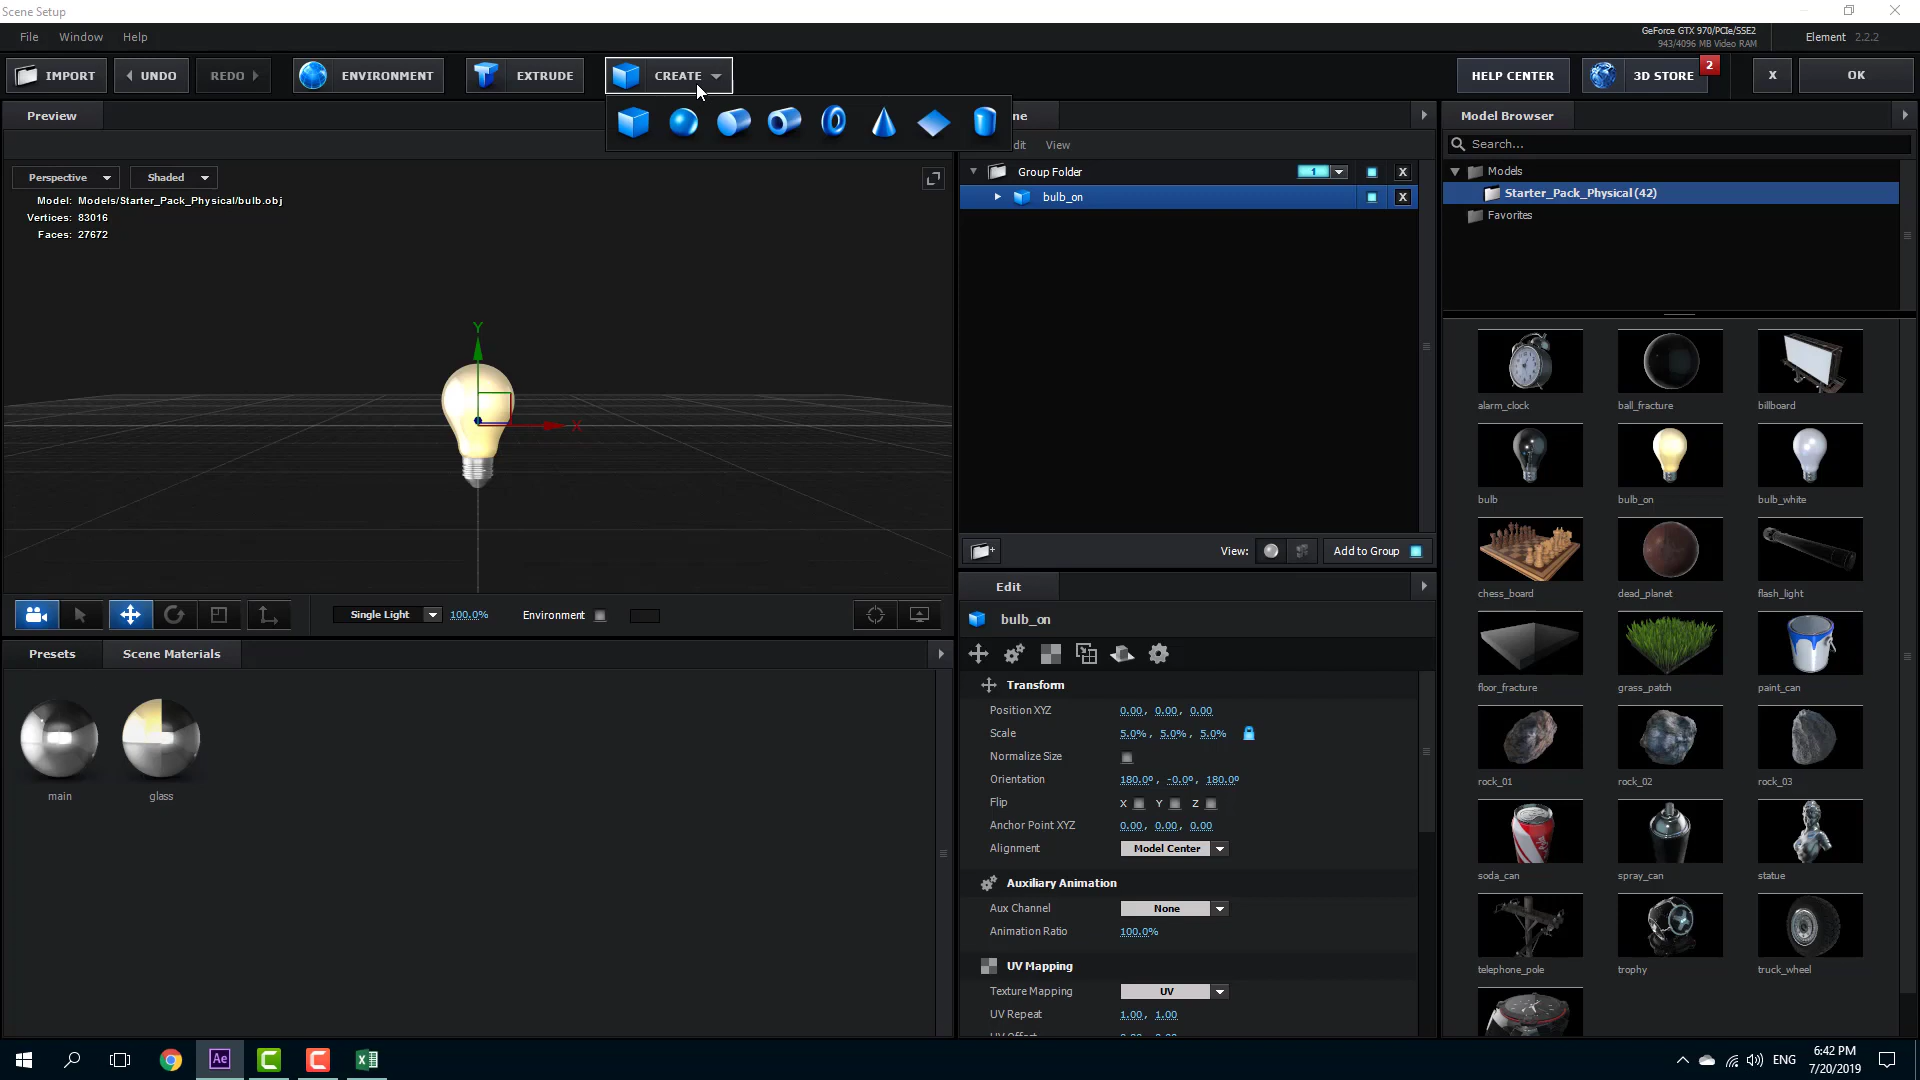 Scene Setup
File Window Help
GeForce GTX 970/PCIe/SSE2
943/4096 MB Video RAM
Element 2.2.2
IMPORT UNDO REDO ENVIRONMENT EXTRUDE CREATE HELP CENTER 3D STORE 2 X OK
Preview
Model Browser
View
Search...
Perspective Shaded
Model: Models/Starter_Pack_Physical/bulb.obj
Vertices: 83016
Faces: 27672
Y
X
Group Folder 1 X
bulb_on X
Models
Starter_Pack_Physical (42)
Favorites
alarm_clock ball_fracture billboard
bulb bulb_on bulb_white
chess_board dead_planet flash_light
floor_fracture grass_patch paint_can
rock_01 rock_02 rock_03
soda_can spray_can statue
telephone_pole trophy truck_wheel
View: Add to Group
Single Light 100.0% Environment
Presets Scene Materials
main glass
Edit
bulb_on
Transform
Position XYZ 0.00, 0.00, 0.00
Scale 5.0%, 5.0%, 5.0%
Normalize Size
Orientation 180.0º, -0.0º, 180.0º
Flip X Y Z
Anchor Point XYZ 0.00, 0.00, 0.00
Alignment Model Center
Auxiliary Animation
Aux Channel None
Animation Ratio 100.0%
UV Mapping
Texture Mapping UV
UV Repeat 1.00, 1.00
Ae
ENG
6:42 PM
7/20/2019